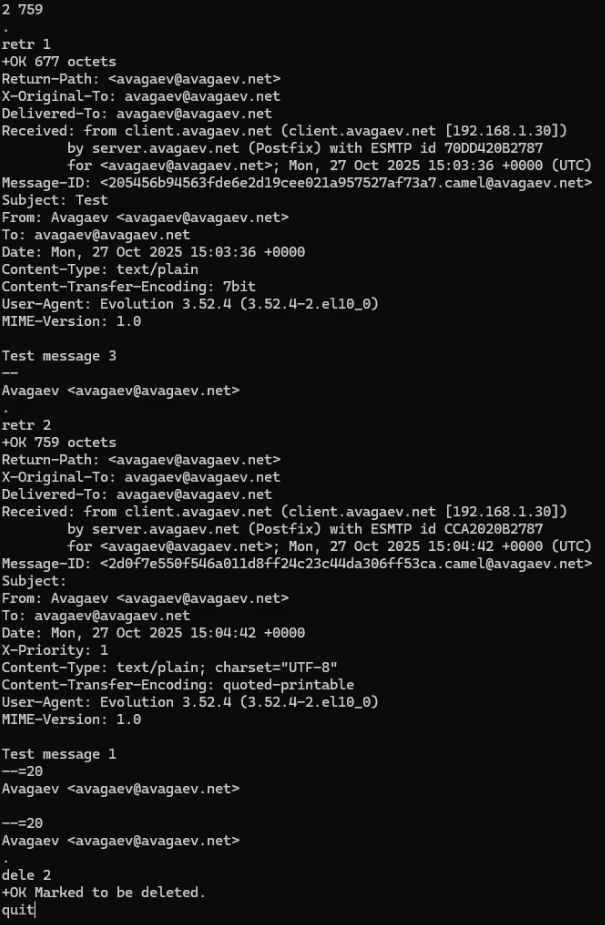 2 759
.
retr 1
+OK 677 octets
Return-Path: <avagaev@avagaev.net>
X-Original-To: avagaev@avagaev.net
Delivered-To: avagaev@avagaev.net
Received: from client.avagaev.net (client.avagaev.net [192.168.1.30])
        by server.avagaev.net (Postfix) with ESMTP id 70DD420B2787
        for <avagaev@avagaev.net>; Mon, 27 Oct 2025 15:03:36 +0000 (UTC)
Message-ID: <205456b94563fde6e2d19cee021a957527af73a7.camel@avagaev.net>
Subject: Test
From: Avagaev <avagaev@avagaev.net>
To: avagaev@avagaev.net
Date: Mon, 27 Oct 2025 15:03:36 +0000
Content-Type: text/plain
Content-Transfer-Encoding: 7bit
User-Agent: Evolution 3.52.4 (3.52.4-2.el10_0)
MIME-Version: 1.0

Test message 3
--
Avagaev <avagaev@avagaev.net>
.
retr 2
+OK 759 octets
Return-Path: <avagaev@avagaev.net>
X-Original-To: avagaev@avagaev.net
Delivered-To: avagaev@avagaev.net
Received: from client.avagaev.net (client.avagaev.net [192.168.1.30])
        by server.avagaev.net (Postfix) with ESMTP id CCA2020B2787
        for <avagaev@avagaev.net>; Mon, 27 Oct 2025 15:04:42 +0000 (UTC)
Message-ID: <2d0f7e550f546a011d8ff24c23c44da306ff53ca.camel@avagaev.net>
Subject:
From: Avagaev <avagaev@avagaev.net>
To: avagaev@avagaev.net
Date: Mon, 27 Oct 2025 15:04:42 +0000
X-Priority: 1
Content-Type: text/plain; charset="UTF-8"
Content-Transfer-Encoding: quoted-printable
User-Agent: Evolution 3.52.4 (3.52.4-2.el10_0)
MIME-Version: 1.0

Test message 1
--=20
Avagaev <avagaev@avagaev.net>

--=20
Avagaev <avagaev@avagaev.net>
.
dele 2
+OK Marked to be deleted.
quit